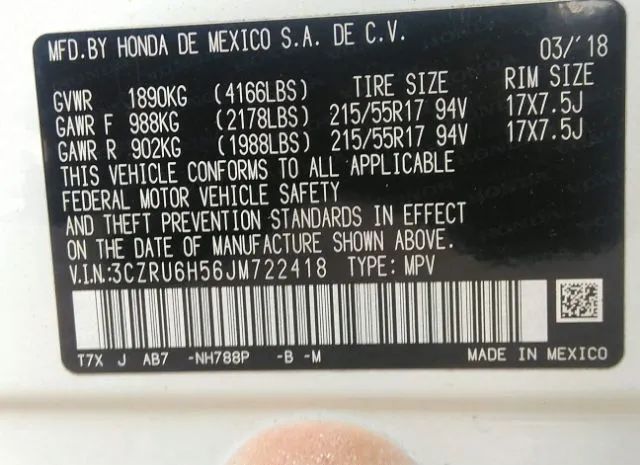 MFD.BY HONDA DE MEXICO S.A. DE C.V. 03/'18
GVWR 1890KG (4166LBS) TIRE SIZE RIM SIZE
GAWR F 988KG (2178LBS) 215/55R17 94V 17X7.5J
GAWR R 902KG (1988LBS) 215/55R17 94V 17X7.5J
THIS VEHICLE CONFORMS TO ALL APPLICABLE
FEDERAL MOTOR VEHICLE SAFETY
AND THEFT PREVENTION STANDARDS IN EFFECT
ON THE DATE OF MANUFACTURE SHOWN ABOVE.
V.I.N.:3CZRU6H56JM722418 TYPE: MPV
T7X J AB7 -NH788P -B -M MADE IN MEXICO